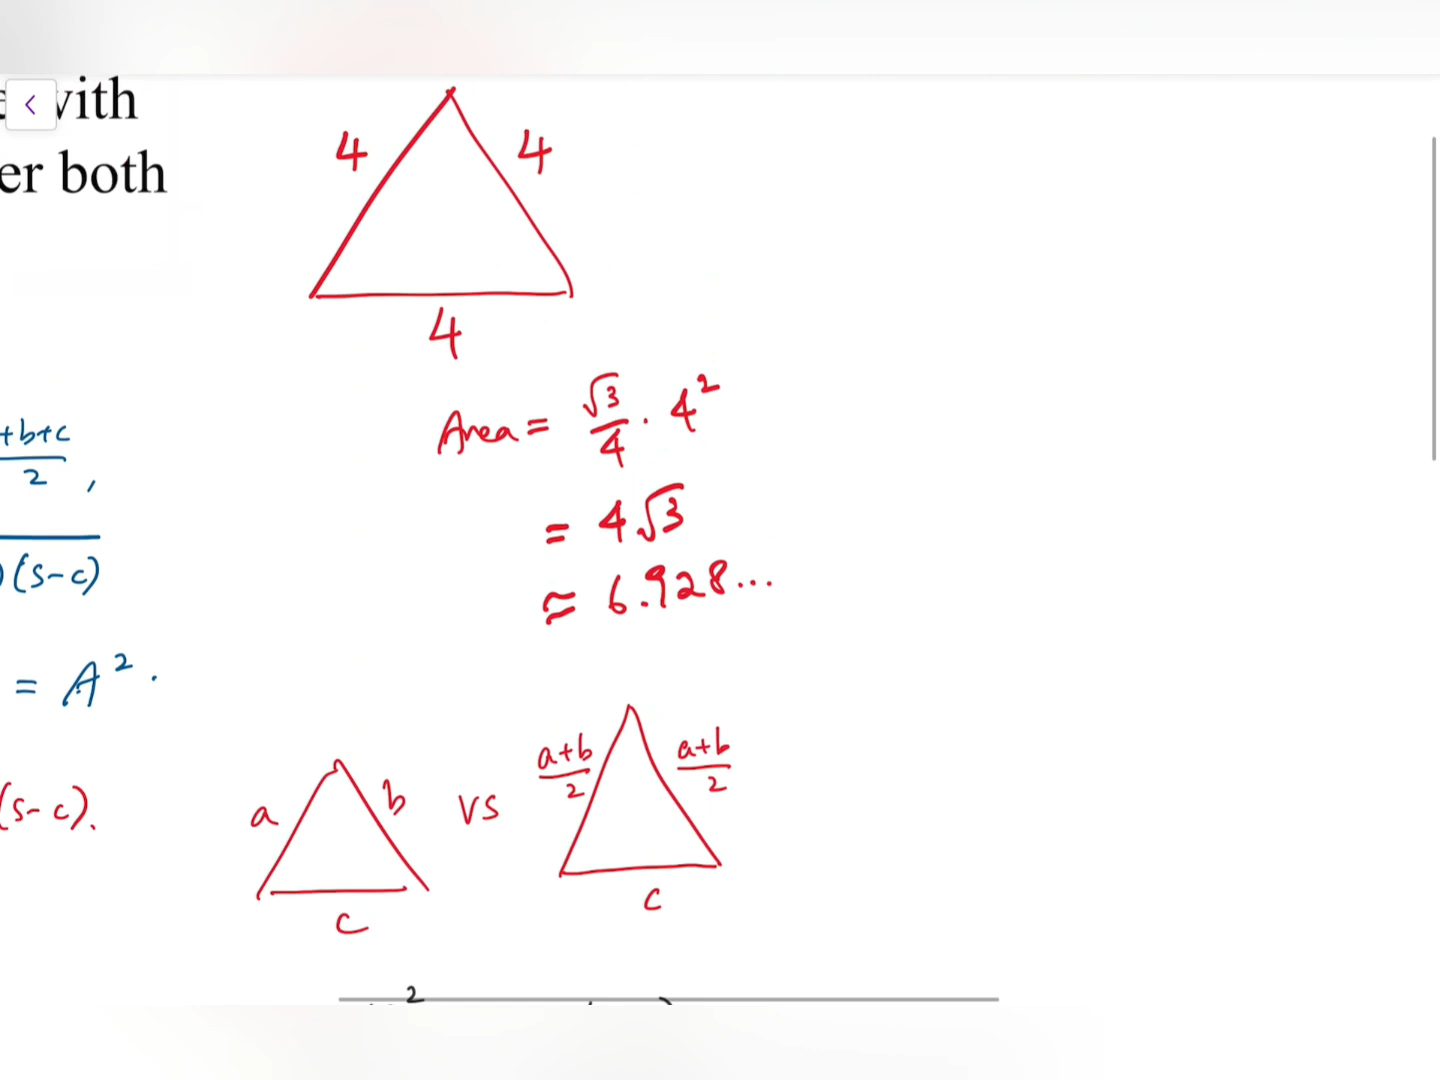 with
er both
4 4
4
Area = √3/4 · 4²
= 4√3
≈ 6.928...
+b+c
2 ,
(s-c)
= A² .
(s-c).
a b
c
vs
a+b/2 a+b/2
c
2